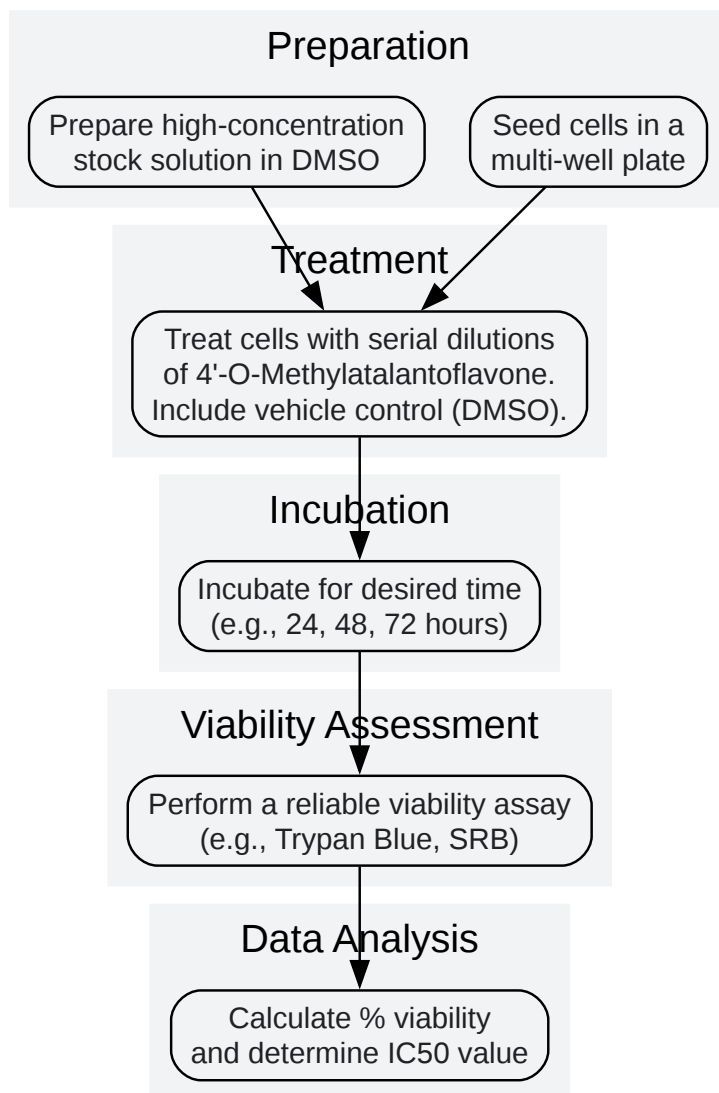 Preparation
Prepare high-concentration
stock solution in DMSO
Seed cells in a
multi-well plate
Treatment
Treat cells with serial dilutions
of 4'-O-Methylatalantoflavone.
Include vehicle control (DMSO).
Incubation
Incubate for desired time
(e.g., 24, 48, 72 hours)
Viability Assessment
Perform a reliable viability assay
(e.g., Trypan Blue, SRB)
Data Analysis
Calculate % viability
and determine IC50 value